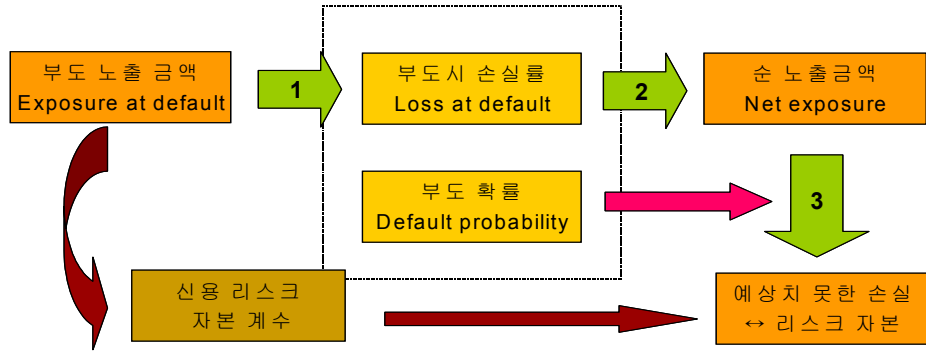 부도 노출 금액
Exposure at default
1
부도시 손실률
Loss at default
2
순 노출금액
Net exposure
부도 확률
Default probability
3
신용 리스크
자본 계수
예상치 못한 손실
↔ 리스크 자본